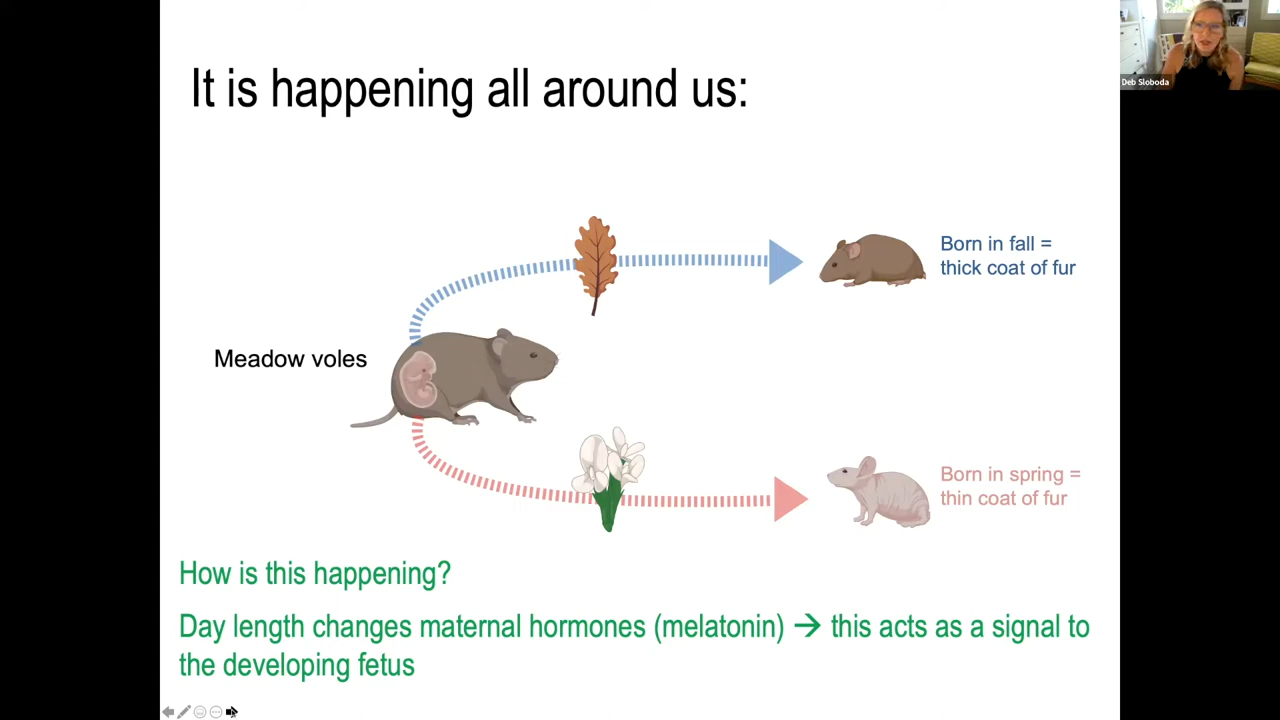 Deb Sloboda
It is happening all around us:
Born in fall =
thick coat of fur
Meadow voles
Born in spring =
thin coat of fur
How is this happening?
Day length changes maternal hormones (melatonin) → this acts as a signal to
the developing fetus